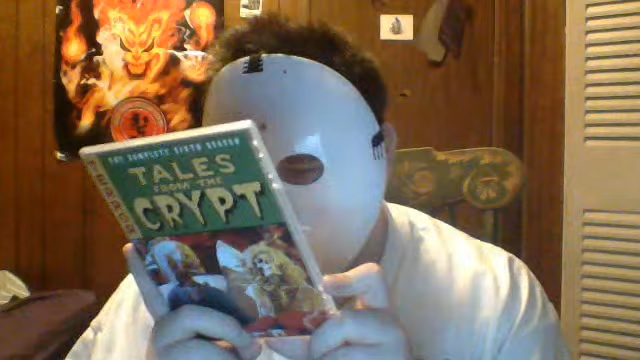 THE COMPLETE SIXTH SEASON
TALES
FROM THE
CRYPT